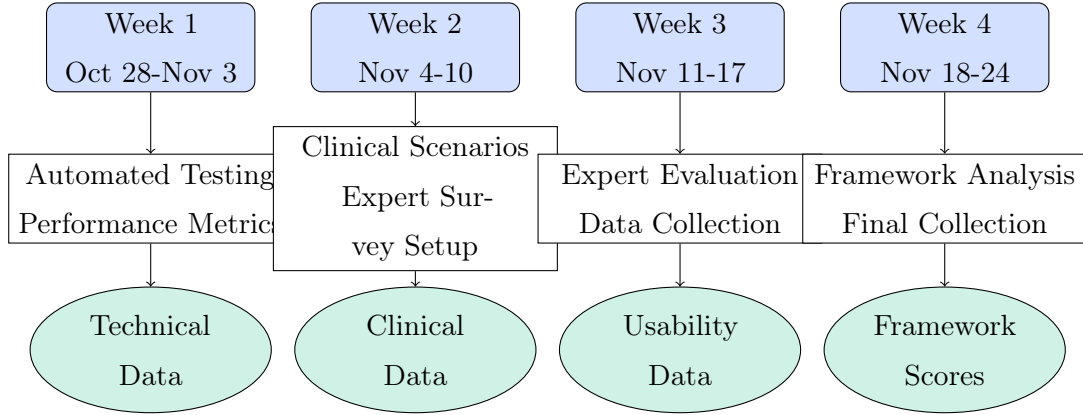 Week 1
Oct 28-Nov 3
Week 2
Nov 4-10
Week 3
Nov 11-17
Week 4
Nov 18-24
Automated Testing
Performance Metrics
Clinical Scenarios
Expert Sur-
vey Setup
Expert Evaluation
Data Collection
Framework Analysis
Final Collection
Technical
Data
Clinical
Data
Usability
Data
Framework
Scores